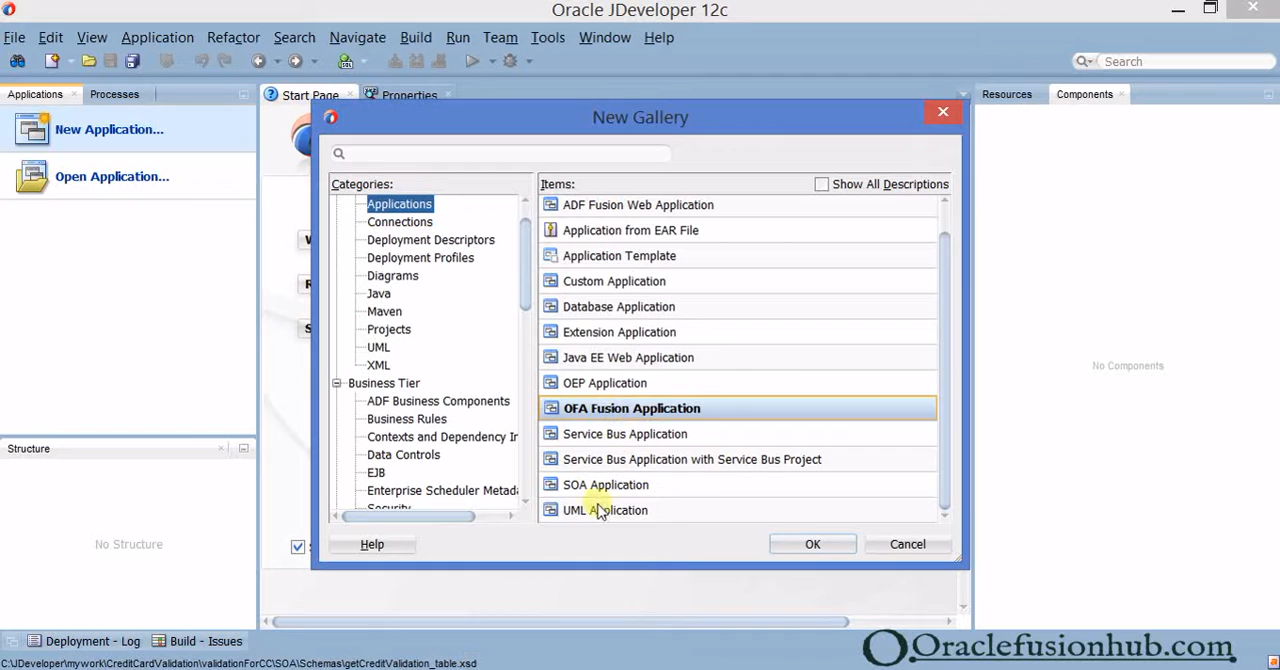 Oracle JDeveloper 12c
File Edit View Application Refactor Search Navigate Build Run Team Tools Window Help
Search
Applications Processes
Start Page Properties
Resources Components
New Application...
Open Application...
New Gallery
Categories:
Applications
Connections
Deployment Descriptors
Deployment Profiles
Diagrams
Java
Maven
Projects
UML
XML
Business Tier
ADF Business Components
Business Rules
Contexts and Dependency In
Data Controls
EJB
Enterprise Scheduler Metada
Security
Items: Show All Descriptions
ADF Fusion Web Application
Application from EAR File
Application Template
Custom Application
Database Application
Extension Application
Java EE Web Application
OEP Application
OFA Fusion Application
Service Bus Application
Service Bus Application with Service Bus Project
SOA Application
UML Application
Help OK Cancel
No Components
Structure
No Structure
Deployment - Log Build - Issues
C:\JDeveloper\mywork\CreditCardValidation\validationForCC\SOA\Schemas\getCreditValidation_table.xsd
Oraclefusionhub.com